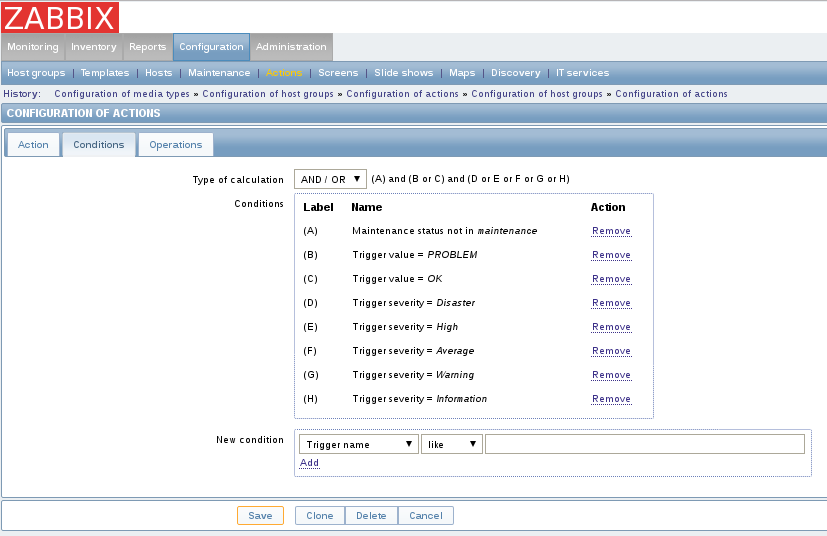 ZABBIX
Monitoring Inventory Reports Configuration Administration
Host groups | Templates | Hosts | Maintenance | Actions | Screens | Slide shows | Maps | Discovery | IT services
History: Configuration of media types » Configuration of host groups » Configuration of actions » Configuration of host groups » Configuration of actions
CONFIGURATION OF ACTIONS
Action Conditions Operations
Type of calculation AND / OR ▼ (A) and (B or C) and (D or E or F or G or H)
Conditions Label Name Action
(A) Maintenance status not in maintenance Remove
(B) Trigger value = PROBLEM Remove
(C) Trigger value = OK Remove
(D) Trigger severity = Disaster Remove
(E) Trigger severity = High Remove
(F) Trigger severity = Average Remove
(G) Trigger severity = Warning Remove
(H) Trigger severity = Information Remove
New condition Trigger name ▼ like ▼
Add
Save Clone Delete Cancel